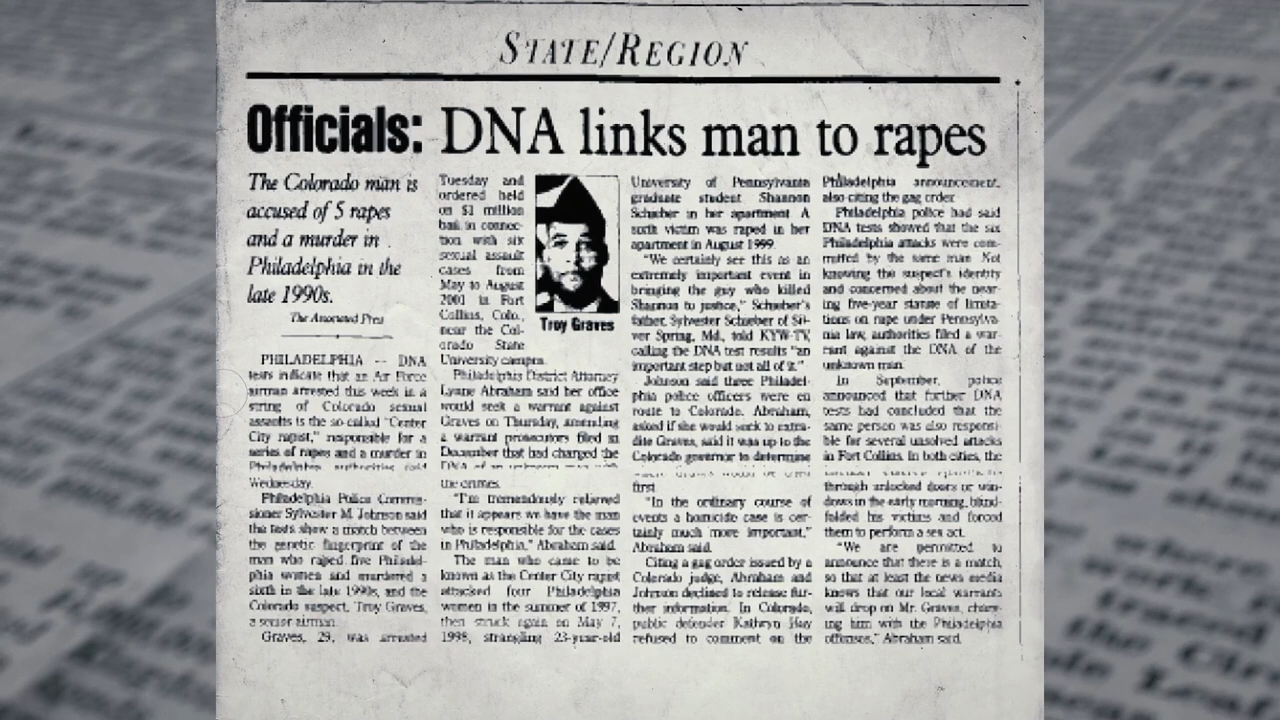 STATE/REGION
Officials: DNA links man to rapes
The Colorado man is
accused of 5 rapes
and a murder in
Philadelphia in the
late 1990s.
The Associated Press
PHILADELPHIA — DNA
tests indicate that an Air Force
airman arrested this week in a
string of Colorado sexual
assaults is the so-called "Center
City rapist," responsible for a
series of rapes and a murder in
Philadelphia, authorities said
Wednesday.
Philadelphia Police Commis-
sioner Sylvester M. Johnson said
the tests show a match between
the genetic fingerprint of the
man who raped five Philadel-
phia women and murdered a
sixth in the late 1990s, and the
Colorado suspect, Troy Graves,
a senior airman.
Graves, 29, was arrested
Tuesday and
ordered held
on $1 million
bail in connec-
tion with six
sexual assault
cases from
May to August
2001 in Fort
Collins, Colo.,
near the Col-
orado State
University campus.
Troy Graves
Philadelphia District Attorney
Lynne Abraham said her office
would seek a warrant against
Graves on Thursday, amending
a warrant prosecutors filed in
December that had charged the
DNA of an unknown man with
the crimes.
"I'm tremendously relieved
that it appears we have the man
who is responsible for the cases
in Philadelphia," Abraham said.
The man who came to be
known as the Center City rapist
attacked four Philadelphia
women in the summer of 1997,
then struck again on May 7,
1998, strangling 23-year-old
University of Pennsylvania
graduate student Shannon
Schieber in her apartment. A
sixth victim was raped in her
apartment in August 1999.
"We certainly see this as an
extremely important event in
bringing the guy who killed
Shannon to justice," Schieber's
father, Sylvester Schieber of Sil-
ver Spring, Md., told KYW-TV,
calling the DNA test results "an
important step but not all of it."
Johnson said three Philadel-
phia police officers were en
route to Colorado. Abraham,
asked if she would seek to extra-
dite Graves, said it was up to the
Colorado governor to determine
where Graves would be tried
first.
"In the ordinary course of
events a homicide case is cer-
tainly much more important,"
Abraham said.
Citing a gag order issued by a
Colorado judge, Abraham and
Johnson declined to release fur-
ther information. In Colorado,
public defender Kathryn Hay
refused to comment on the
Philadelphia announcement,
also citing the gag order.
Philadelphia police had said
DNA tests showed that the six
Philadelphia attacks were com-
mitted by the same man. Not
knowing the suspect's identity
and concerned about the near-
ing five-year statute of limita-
tions on rape under Pennsylva-
nia law, authorities filed a war-
rant against the DNA of the
unknown man.
In September, police
announced that further DNA
tests had concluded that the
same person was also responsi-
ble for several unsolved attacks
in Fort Collins. In both cities, the
through unlocked doors or win-
dows in the early morning, blind-
folded his victims and forced
them to perform a sex act.
"We are permitted to
announce that there is a match,
so that at least the news media
knows that our local warrants
will drop on Mr. Graves, charg-
ing him with the Philadelphia
offenses," Abraham said.